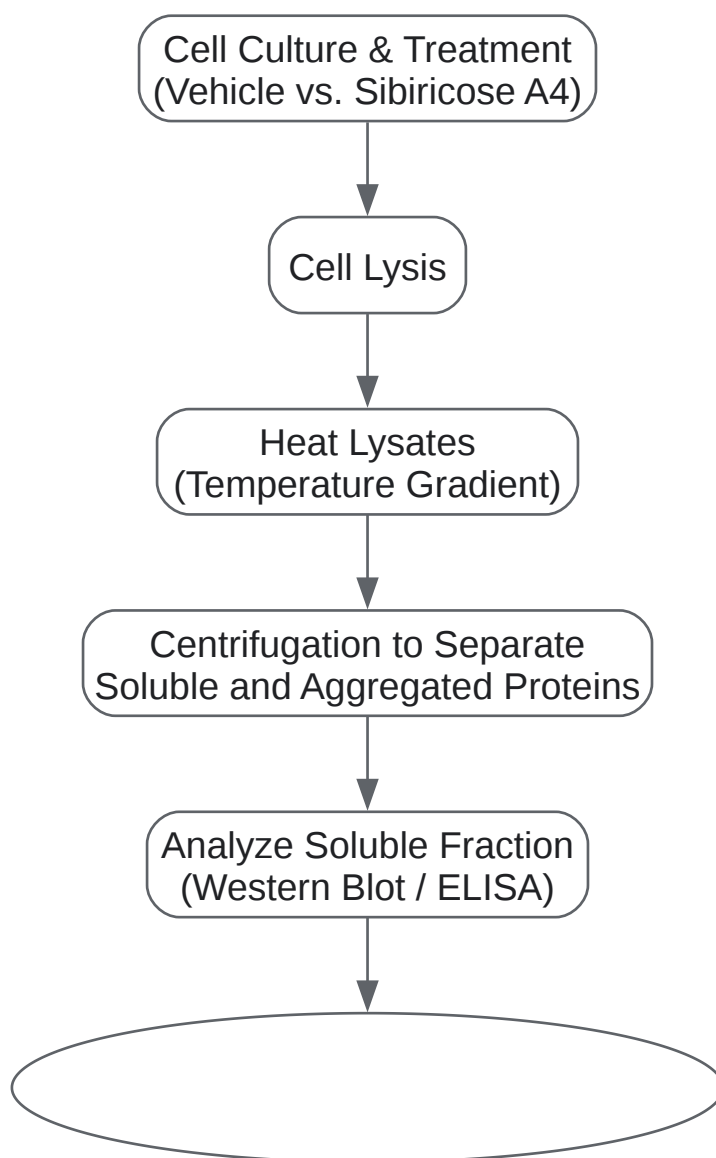 Cell Culture & Treatment
(Vehicle vs. Sibiricose A4)
Cell Lysis
Heat Lysates
(Temperature Gradient)
Centrifugation to Separate
Soluble and Aggregated Proteins
Analyze Soluble Fraction
(Western Blot / ELISA)